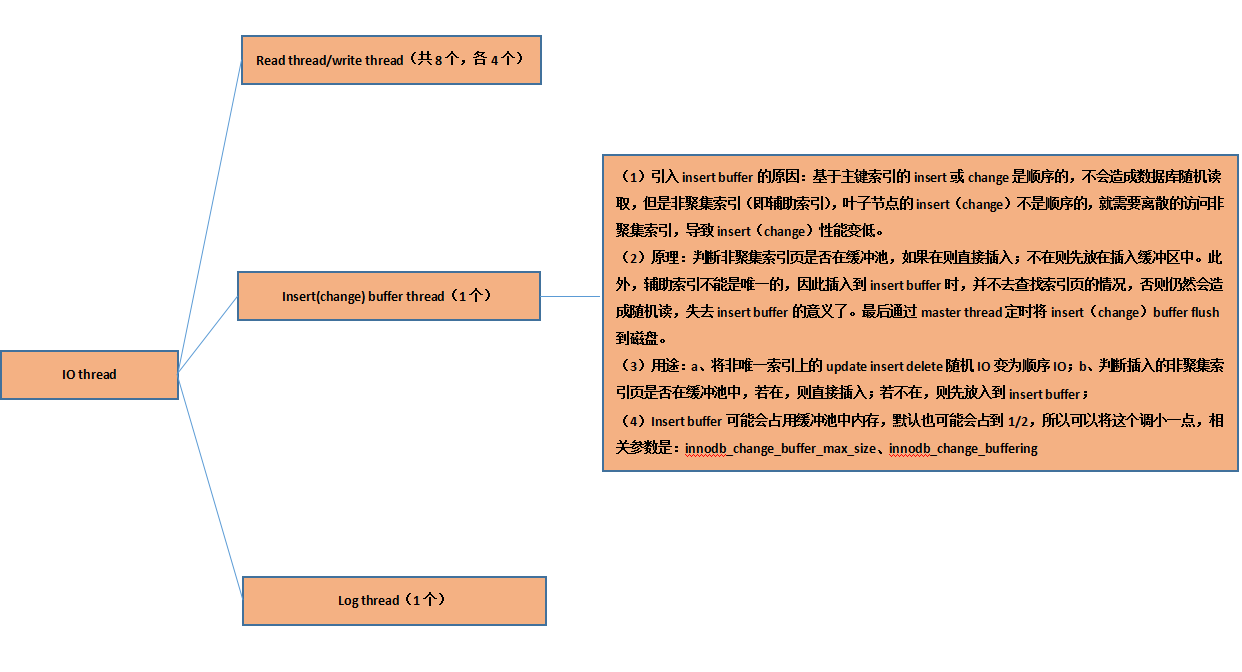 Read thread/write thread（共 8 个，各 4 个）
（1）引入 insert buffer 的原因：基于主键索引的 insert 或 change 是顺序的，不会造成数据库随机读
取，但是非聚集索引（即辅助索引），叶子节点的 insert（change）不是顺序的，就需要离散的访问非
聚集索引，导致 insert（change）性能变低。
（2）原理：判断非聚集索引页是否在缓冲池，如果在则直接插入；不在则先放在插入缓冲区中。此
外，辅助索引不能是唯一的，因此插入到 insert buffer 时，并不去查找索引页的情况，否则仍然会造
成随机读，失去 insert buffer 的意义了。最后通过 master thread 定时将 insert（change）buffer flush
到磁盘。
（3）用途：a、将非唯一索引上的 update insert delete 随机 IO 变为顺序 IO；b、判断插入的非聚集索
引页是否在缓冲池中，若在，则直接插入；若不在，则先放入到 insert buffer；
（4）Insert buffer 可能会占用缓冲池中内存，默认也可能会占到 1/2，所以可以将这个调小一点，相
关参数是：innodb_change_buffer_max_size、innodb_change_buffering
Insert(change) buffer thread（1 个）
IO thread
Log thread（1 个）